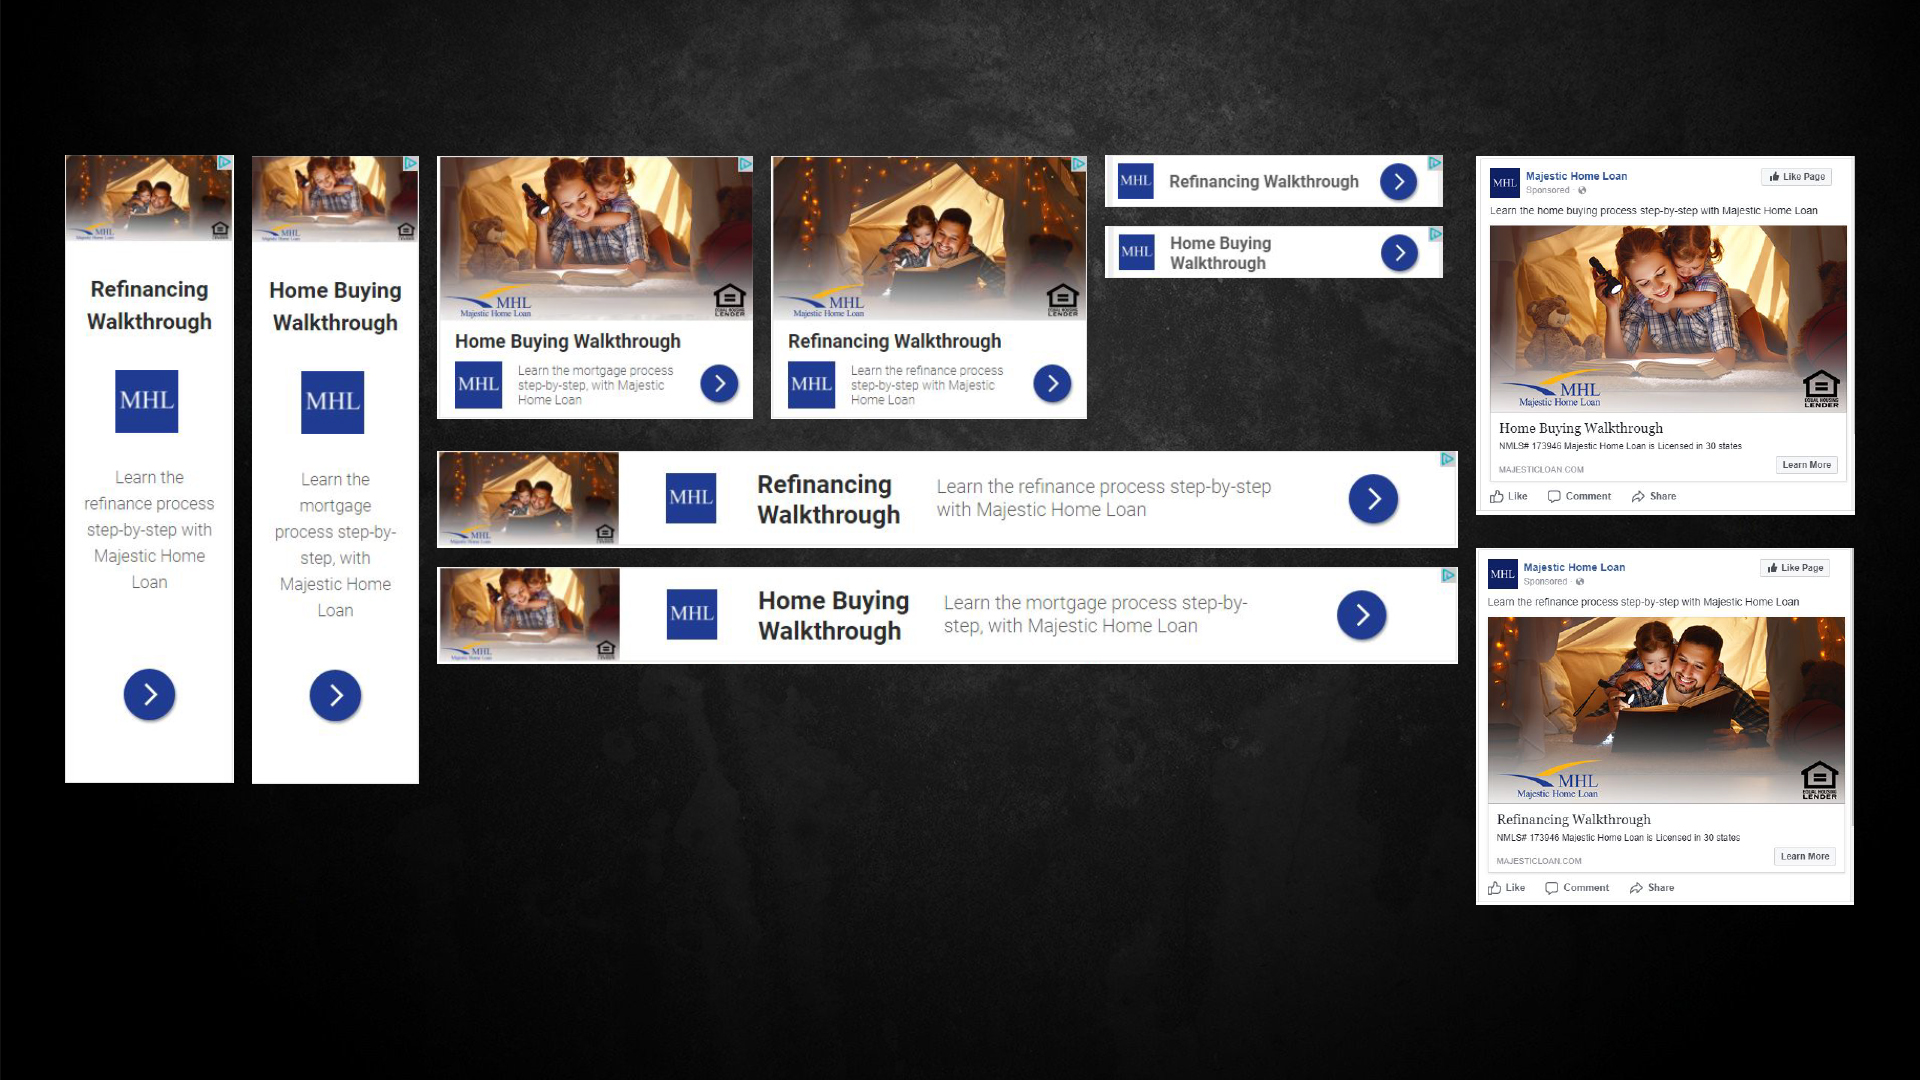 MHL
Majestic Home Loan
Refinancing
Walkthrough
MHL
Learn the
refinance process
step-by-step with
Majestic Home
Loan
MHL
Home Buying
Walkthrough
MHL
Learn the
mortgage
process step-by-
step, with
Majestic Home
Loan
MHL
Majestic Home Loan
EQUAL HOUSING
LENDER
Home Buying Walkthrough
MHL
Learn the mortgage process
step-by-step, with Majestic
Home Loan
MHL
Majestic Home Loan
EQUAL HOUSING
LENDER
Refinancing Walkthrough
MHL
Learn the refinance process
step-by-step with Majestic
Home Loan
MHL
Refinancing Walkthrough
MHL
Home Buying
Walkthrough
MHL
MHL
Refinancing
Walkthrough
Learn the refinance process step-by-step
with Majestic Home Loan
MHL
MHL
Home Buying
Walkthrough
Learn the mortgage process step-by-
step, with Majestic Home Loan
MHL
Majestic Home Loan
Sponsored ·
Like Page
Learn the home buying process step-by-step with Majestic Home Loan
MHL
Majestic Home Loan
EQUAL HOUSING
LENDER
Home Buying Walkthrough
NMLS# 173946 Majestic Home Loan is Licensed in 30 states
MAJESTICLOAN.COM
Learn More
Like Comment Share
MHL
Majestic Home Loan
Sponsored ·
Like Page
Learn the refinance process step-by-step with Majestic Home Loan
MHL
Majestic Home Loan
EQUAL HOUSING
LENDER
Refinancing Walkthrough
NMLS# 173946 Majestic Home Loan is Licensed in 30 states
MAJESTICLOAN.COM
Learn More
Like Comment Share